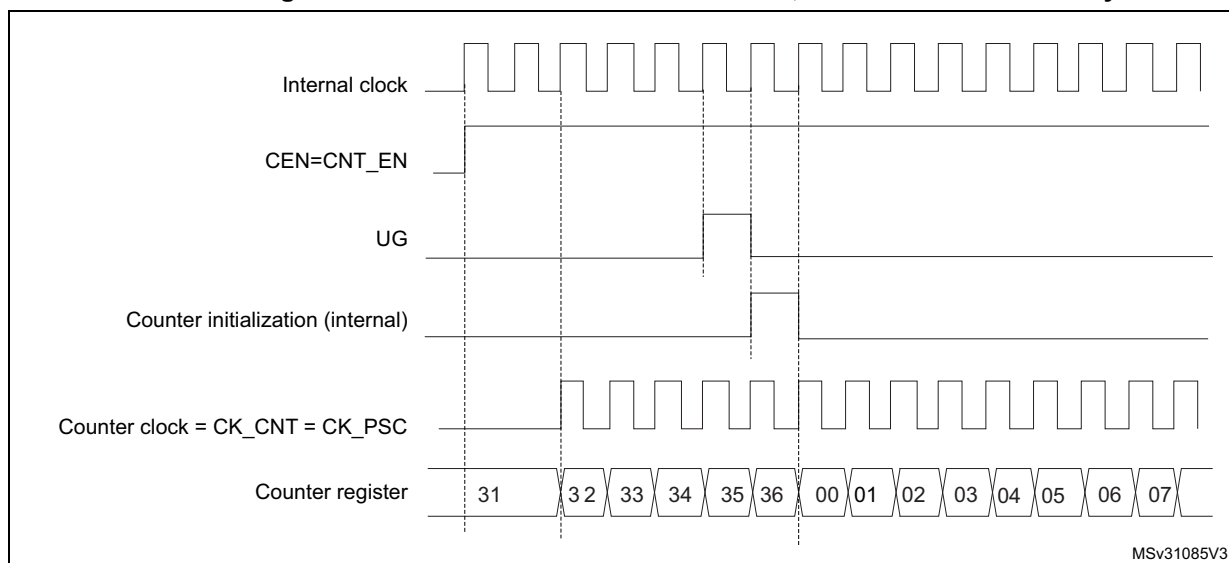 Internal clock
CEN=CNT_EN
UG
Counter initialization (internal)
Counter clock = CK_CNT = CK_PSC
Counter register 31 32 33 34 35 36 00 01 02 03 04 05 06 07
MSv31085V3